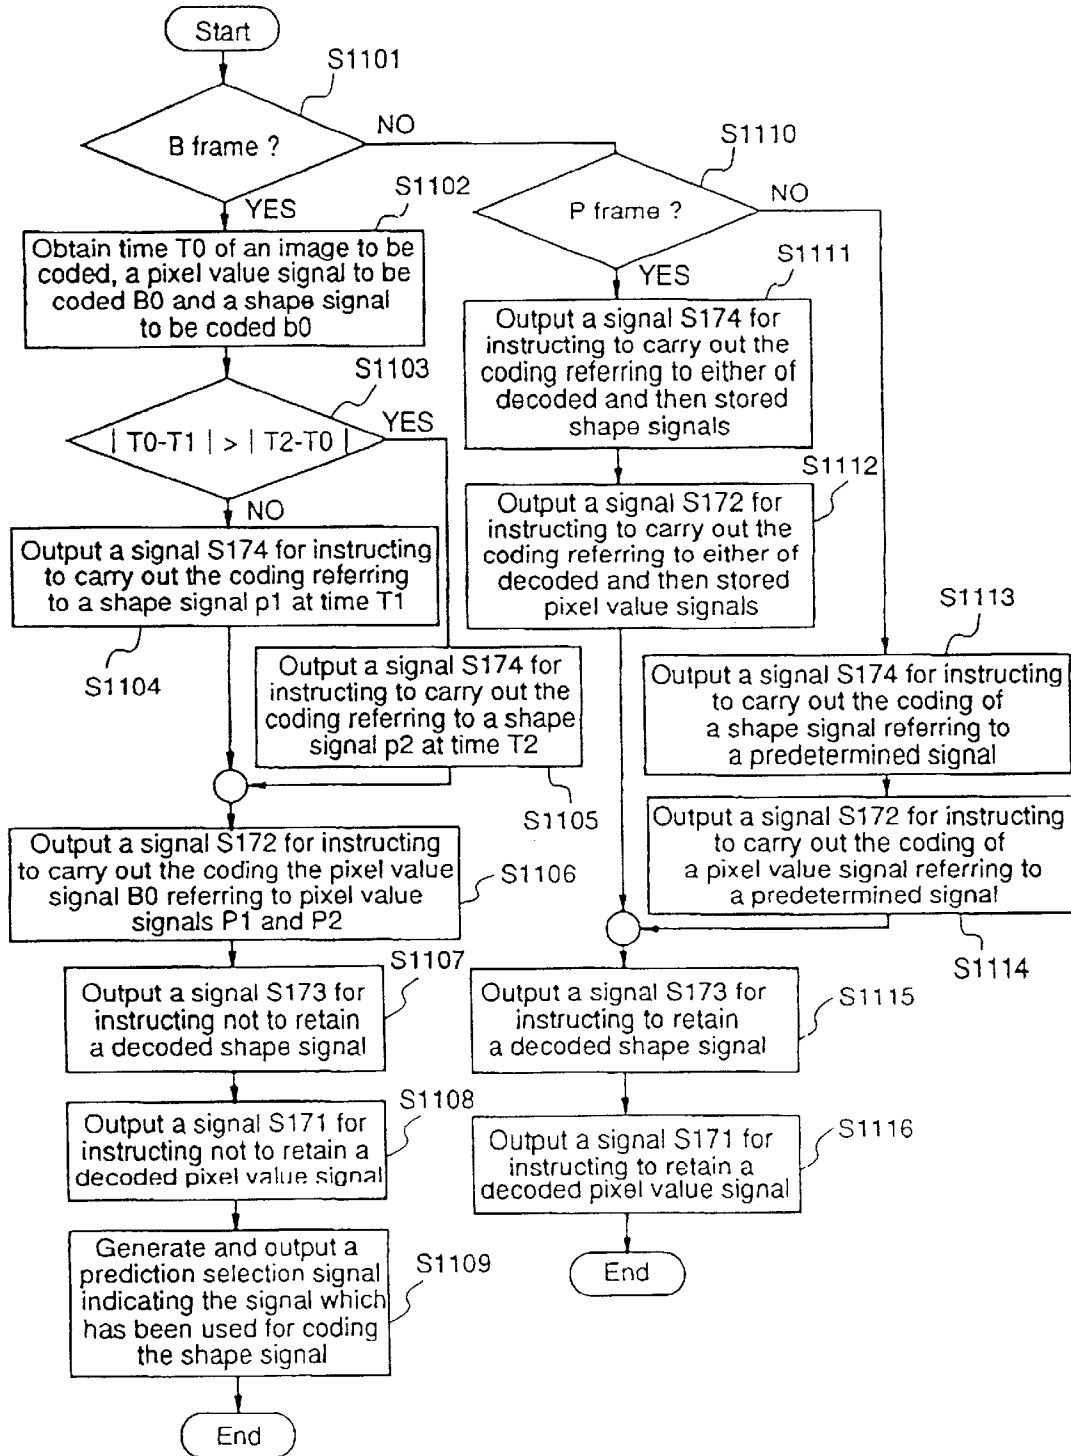 Start
S1101
B frame ?
NO
S1110
P frame ?
NO
S1102
YES
Obtain time T0 of an image to be
coded, a pixel value signal to be
coded B0 and a shape signal
to be coded b0
S1111
YES
Output a signal S174 for
instructing to carry out the
coding referring to either of
decoded and then stored
shape signals
S1103
| T0-T1 | > | T2-T0 |
YES
NO
S1112
Output a signal S172 for
instructing to carry out the
coding referring to either of
decoded and then stored
pixel value signals
Output a signal S174 for instructing
to carry out the coding referring
to a shape signal p1 at time T1
S1104
Output a signal S174 for
instructing to carry out the
coding referring to a shape
signal p2 at time T2
S1105
S1113
Output a signal S174 for instructing
to carry out the coding of
a shape signal referring to
a predetermined signal
Output a signal S172 for instructing
to carry out the coding of
a pixel value signal referring to
a predetermined signal
S1114
Output a signal S172 for instructing
to carry out the coding the pixel value
signal B0 referring to pixel value
signals P1 and P2
S1106
S1107
Output a signal S173 for
instructing not to retain
a decoded shape signal
Output a signal S173 for
instructing to retain
a decoded shape signal
S1115
Output a signal S171 for
instructing not to retain a
decoded pixel value signal
S1108
Output a signal S171 for
instructing to retain a
decoded pixel value signal
S1116
Generate and output a
prediction selection signal
indicating the signal which
has been used for coding
the shape signal
S1109
End
End